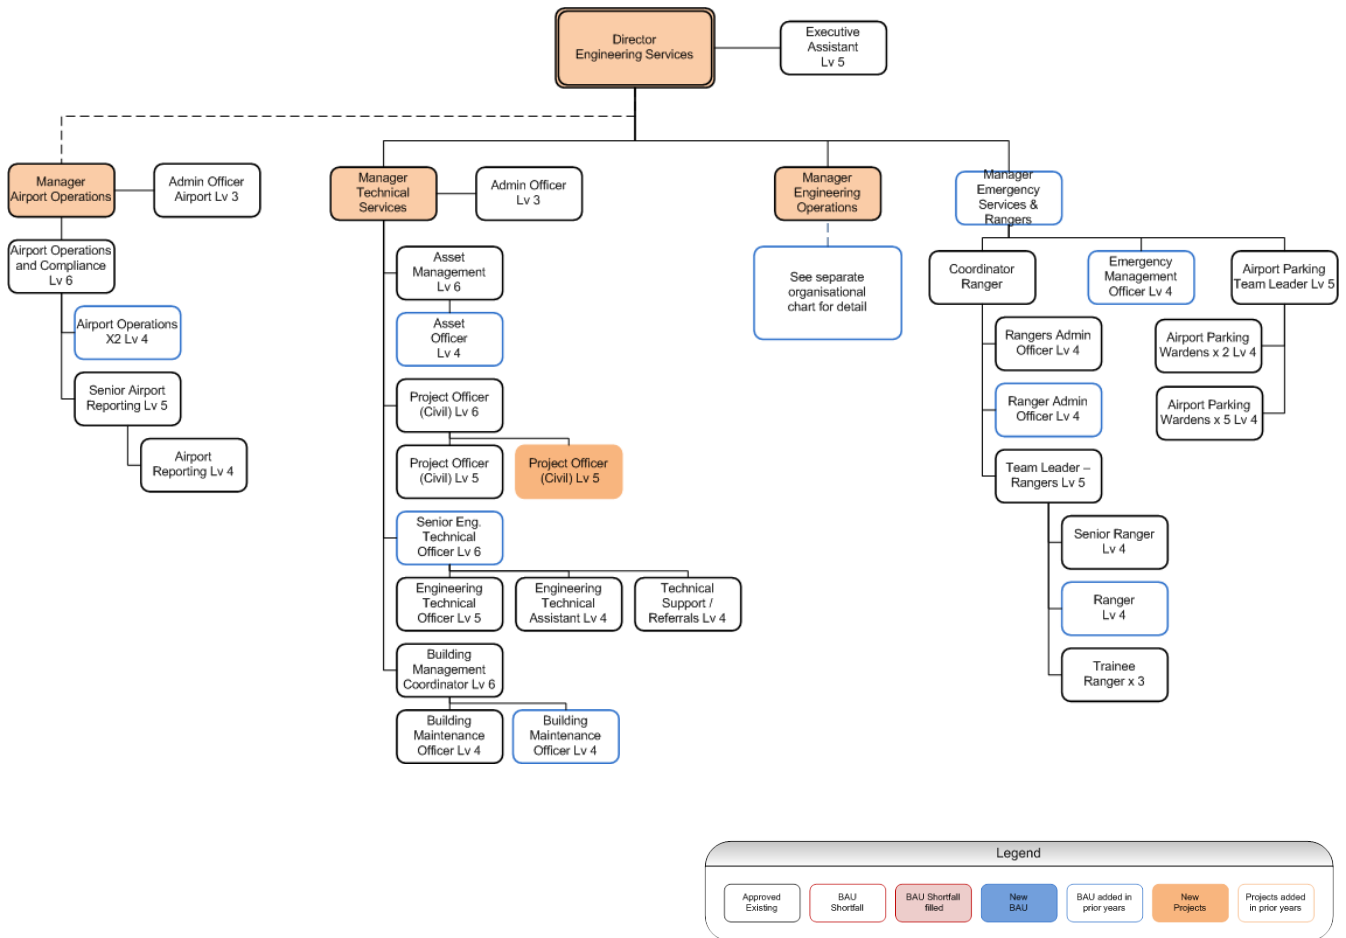 Director
Engineering Services
Executive
Assistant
Lv 5
Manager
Airport Operations
Admin Officer
Airport Lv 3
Airport Operations
and Compliance
Lv 6
Airport Operations
X2 Lv 4
Senior Airport
Reporting Lv 5
Airport
Reporting Lv 4
Manager
Technical
Services
Admin Officer
Lv 3
Asset
Management
Lv 6
Asset
Officer
Lv 4
Project Officer
(Civil) Lv 6
Project Officer
(Civil) Lv 5
Project Officer
(Civil) Lv 5
Senior Eng.
Technical
Officer Lv 6
Engineering
Technical
Officer Lv 5
Engineering
Technical
Assistant Lv 4
Technical
Support /
Referrals Lv 4
Building
Management
Coordinator Lv 6
Building
Maintenance
Officer Lv 4
Building
Maintenance
Officer Lv 4
Manager
Engineering
Operations
See separate
organisational
chart for detail
Manager
Emergency
Services &
Rangers
Coordinator
Ranger
Emergency
Management
Officer Lv 4
Airport Parking
Team Leader Lv 5
Rangers Admin
Officer Lv 4
Ranger Admin
Officer Lv 4
Team Leader –
Rangers Lv 5
Senior Ranger
Lv 4
Ranger
Lv 4
Trainee
Ranger x 3
Airport Parking
Wardens x 2 Lv 4
Airport Parking
Wardens x 5 Lv 4
Legend
Approved
Existing
BAU
Shortfall
BAU Shortfall
filled
New
BAU
BAU added in
prior years
New
Projects
Projects added
in prior years